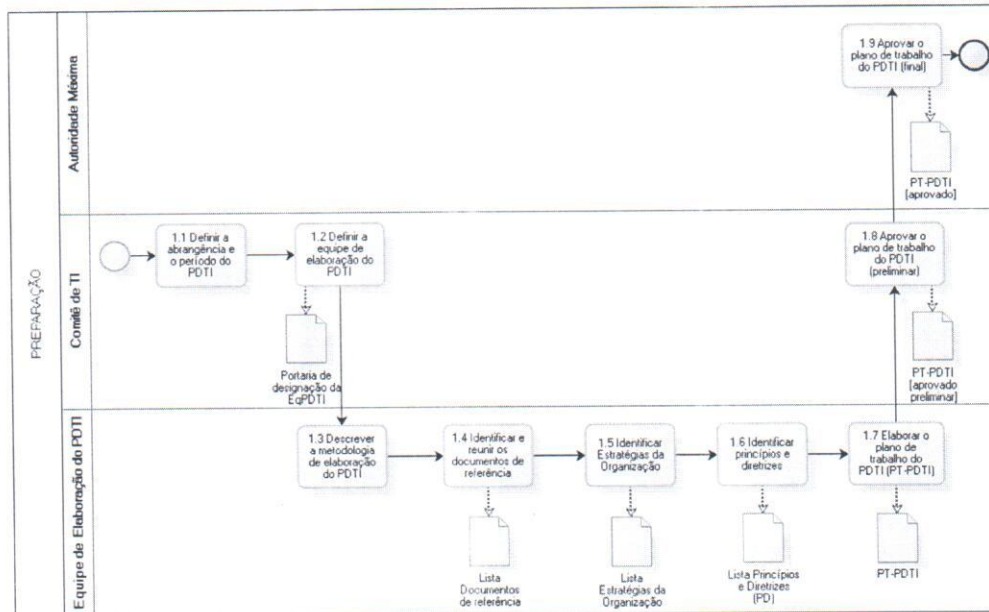 PREPARAÇÃO
Autoridade Máxima
1.9 Aprovar o
plano de trabalho
do PDTI (final)
PT-PDTI
[aprovado]
Comitê de TI
1.1 Definir a
abrangência e
o período do
PDTI
1.2 Definir a
equipe de
elaboração do
PDTI
Portaria de
designação da
EqPDTI
1.8 Aprovar o
plano de trabalho
do PDTI
(preliminar)
PT-PDTI
[aprovado
preliminar]
Equipe de Elaboração do PDTI
1.3 Descrever
a metodologia
de elaboração
do PDTI
1.4 Identificar e
reunir os
documentos de
referência
Lista
Documentos
de referência
1.5 Identificar
Estratégias da
Organização
Lista
Estratégias da
Organização
1.6 Identificar
princípios e
diretrizes
Lista Princípios
e Diretrizes
(PD)
1.7 Elaborar o
plano de
trabalho do
PDTI (PT-PDTI)
PT-PDTI